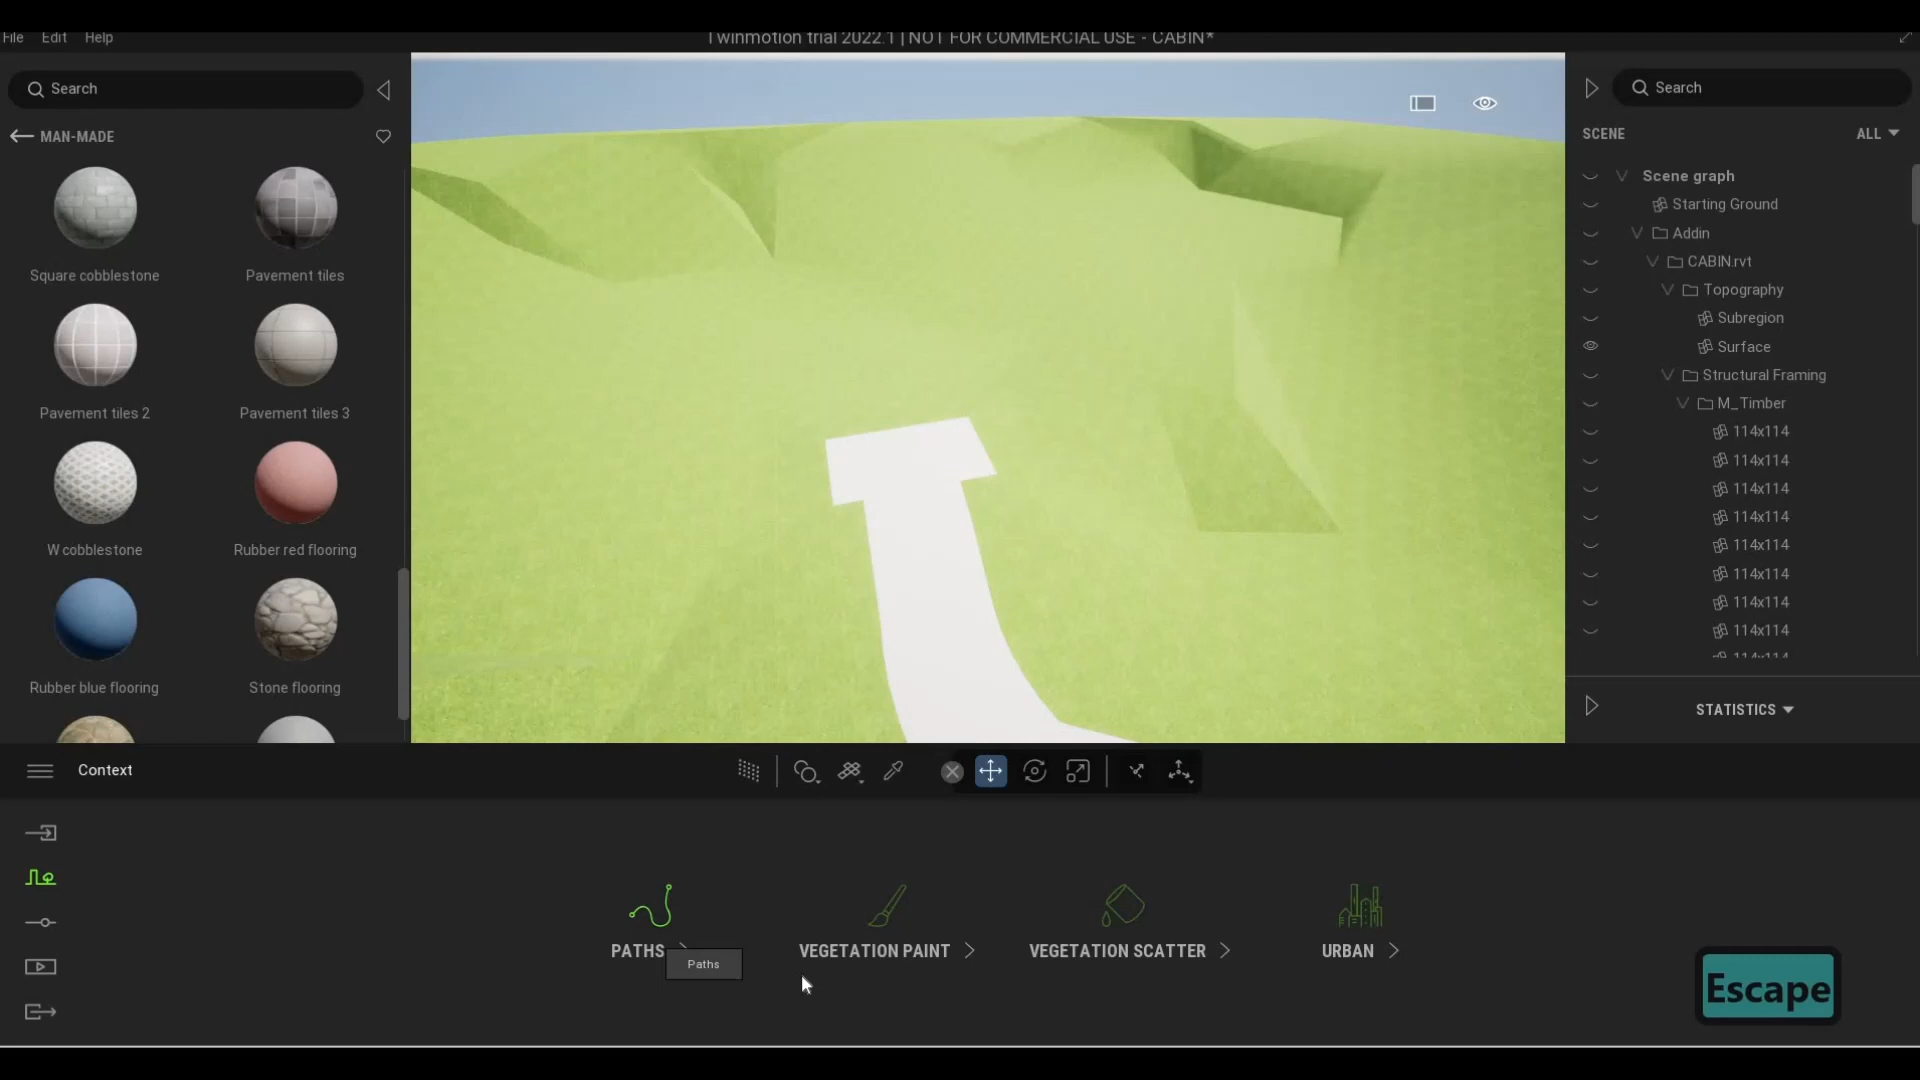 File Edit Help
Twinmotion trial 2022.1 | NOT FOR COMMERCIAL USE - CABIN*
Search
MAN-MADE
Square cobblestone
Pavement tiles
Pavement tiles 2
Pavement tiles 3
W cobblestone
Rubber red flooring
Rubber blue flooring
Stone flooring
Search
SCENE
ALL
Scene graph
Starting Ground
Addin
CABIN.rvt
Topography
Subregion
Surface
Structural Framing
M_Timber
114x114
114x114
114x114
114x114
114x114
114x114
114x114
114x114
114x114
STATISTICS
Context
PATHS
Paths
VEGETATION PAINT
VEGETATION SCATTER
URBAN
Escape